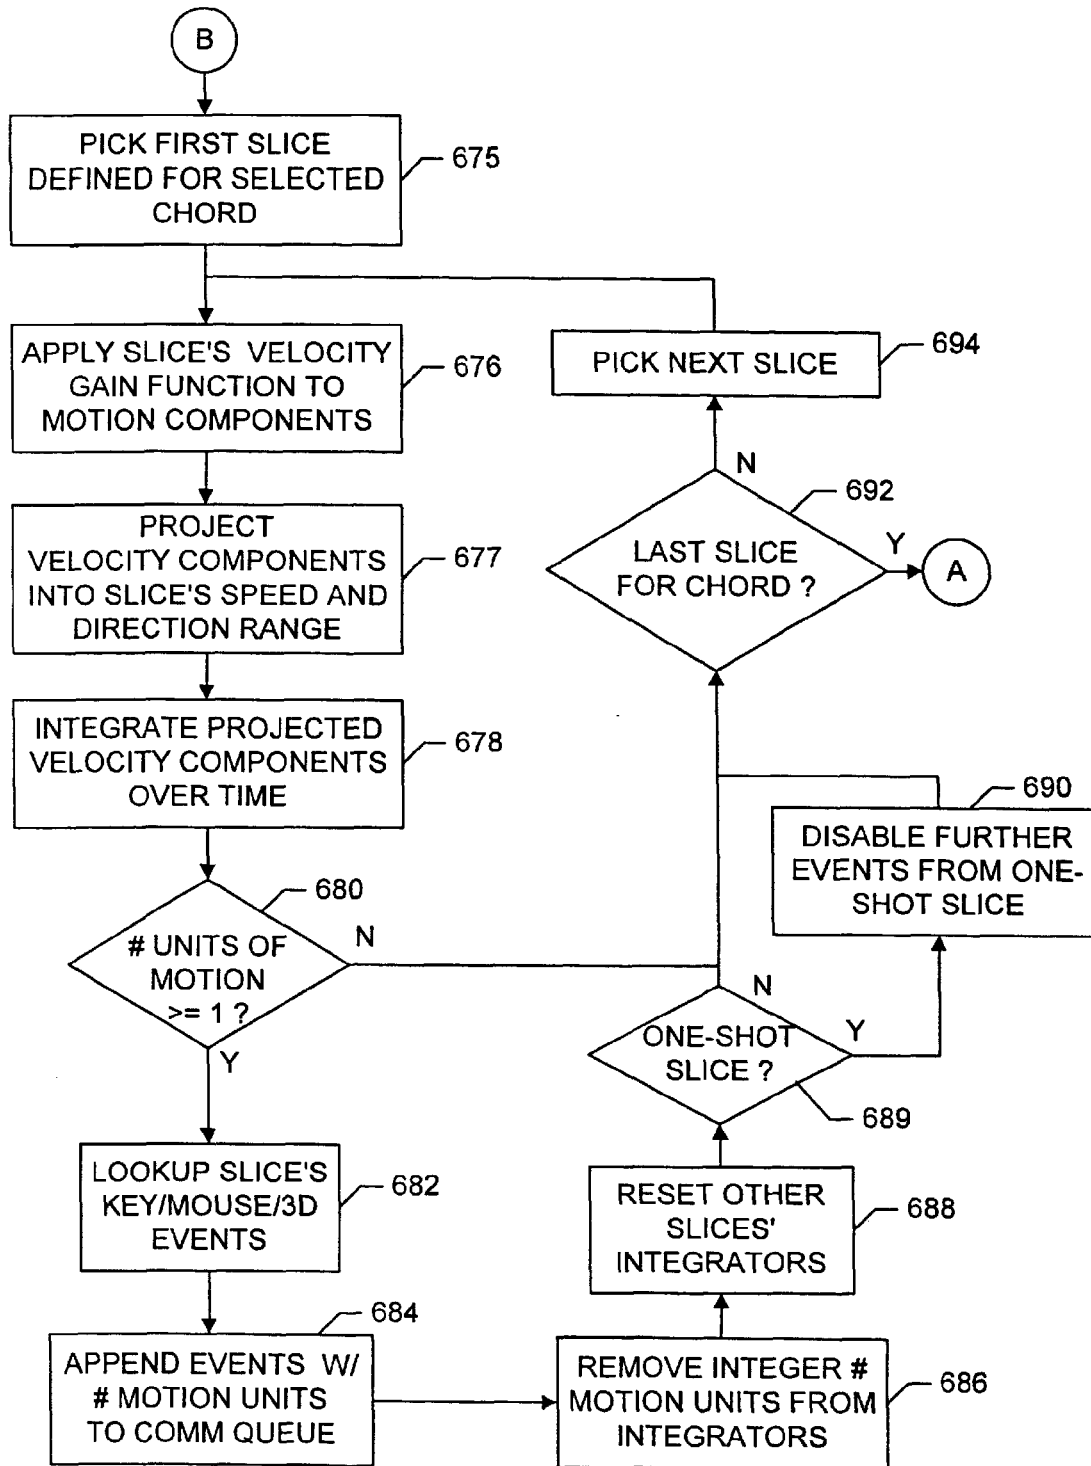 B
PICK FIRST SLICE
DEFINED FOR SELECTED
CHORD
675
APPLY SLICE'S VELOCITY
GAIN FUNCTION TO
MOTION COMPONENTS
676
PROJECT
VELOCITY COMPONENTS
INTO SLICE'S SPEED AND
DIRECTION RANGE
677
INTEGRATE PROJECTED
VELOCITY COMPONENTS
OVER TIME
678
680
# UNITS OF
MOTION
>= 1 ?
N
Y
LOOKUP SLICE'S
KEY/MOUSE/3D
EVENTS
682
684
APPEND EVENTS W/
# MOTION UNITS
TO COMM QUEUE
REMOVE INTEGER #
MOTION UNITS FROM
INTEGRATORS
686
RESET OTHER
SLICES'
INTEGRATORS
688
ONE-SHOT
SLICE ?
689
N
Y
690
DISABLE FURTHER
EVENTS FROM ONE-
SHOT SLICE
LAST SLICE
FOR CHORD ?
692
N
Y
A
PICK NEXT SLICE
694